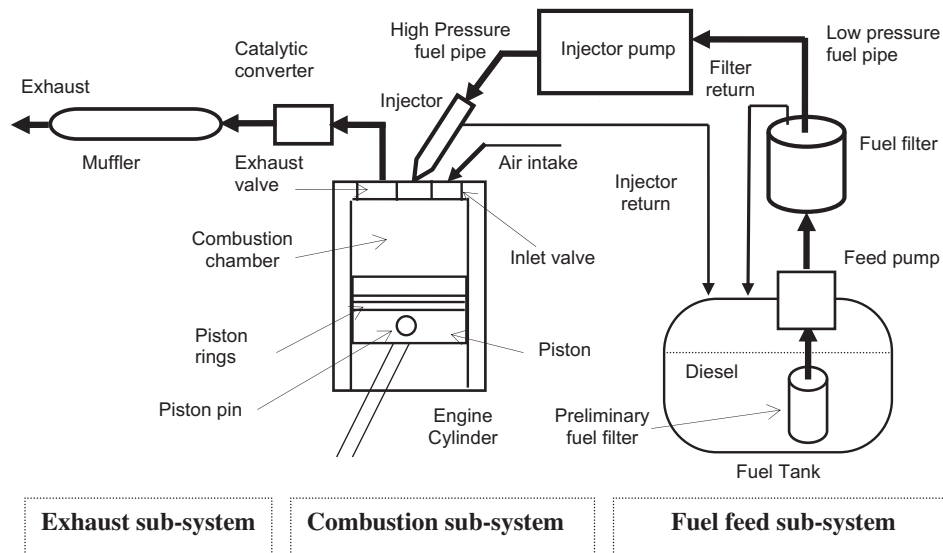 High Pressure
fuel pipe
Injector pump
Low pressure
fuel pipe
Catalytic
converter
Filter
return
Exhaust
Injector
Fuel filter
Muffler
Exhaust
valve
Air intake
Injector
return
Combustion
chamber
Inlet valve
Feed pump
Piston
rings
Piston
Diesel
Piston pin
Engine
Cylinder
Preliminary
fuel filter
Fuel Tank
Exhaust sub-system
Combustion sub-system
Fuel feed sub-system